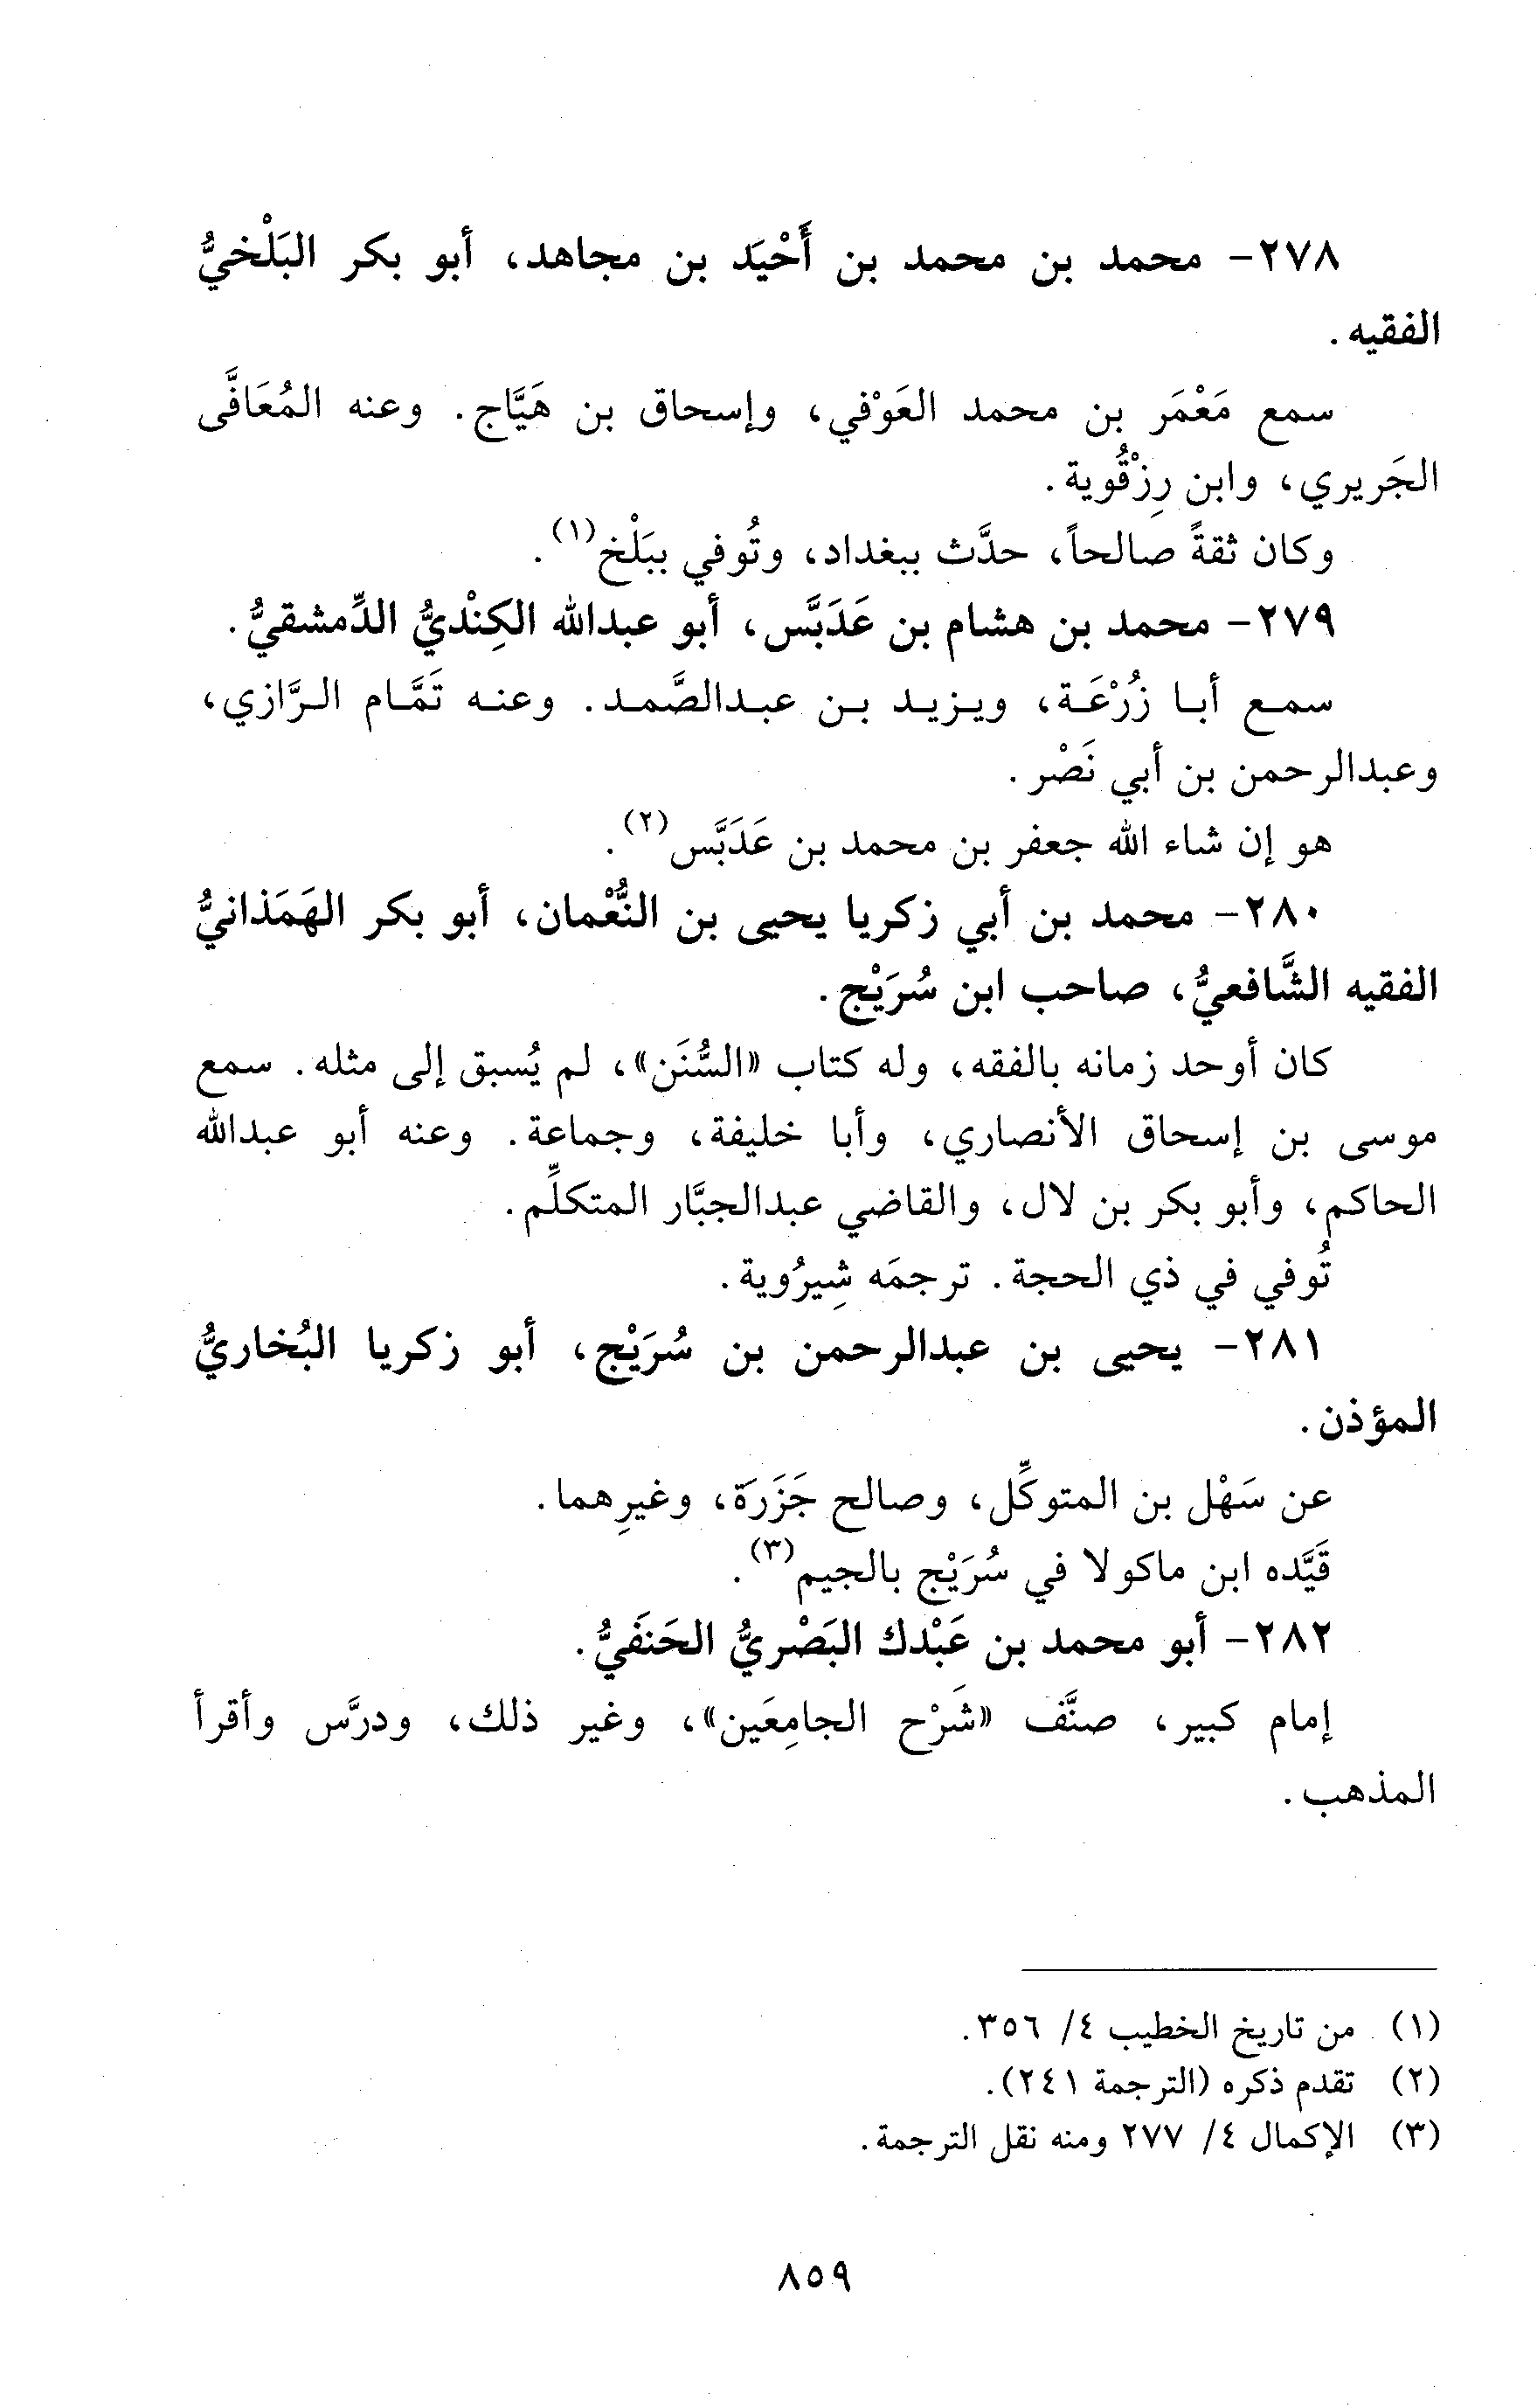 ٢٧٨- محمد بن محمد بن أَحْيَد بن مجاهد، أبو بكر البَلْخيُّ
الفقيه.
سمع مَعْمَر بن محمد العَوْفي، وإسحاق بن هَيَّاج. وعنه المُعَافَّى
الجَريري، وابن رِزْقُوية.
وكان ثقةً صالحاً، حدَّث ببغداد، وتُوفي ببَلْخ(١).
٢٧٩- محمد بن هشام بن عَدَبَّس، أبو عبدالله الكِنْديُّ الدِّمشقيُّ.
سمع أبا زُرْعَة، ويزيد بن عبدالصَّمد. وعنه تَمَّام الرَّازي،
وعبدالرحمن بن أبي نَصْر.
هو إن شاء الله جعفر بن محمد بن عَدَبَّس(٢).
٢٨٠- محمد بن أبي زكريا يحيى بن النُّعْمان، أبو بكر الهَمَذانيُّ
الفقيه الشَّافعيُّ، صاحب ابن سُرَيْج.
كان أوحد زمانه بالفقه، وله كتاب «السُّنَن»، لم يُسبق إلى مثله. سمع
موسى بن إسحاق الأنصاري، وأبا خليفة، وجماعة. وعنه أبو عبدالله
الحاكم، وأبو بكر بن لال، والقاضي عبدالجبَّار المتكلِّم.
تُوفي في ذي الحجة. ترجمَه شِيرُوية.
٢٨١- يحيى بن عبدالرحمن بن سُرَيْج، أبو زكريا البُخاريُّ
المؤذن.
عن سَهْل بن المتوكِّل، وصالح جَزَرَة، وغيرِهما.
قَيَّده ابن ماكولا في سُرَيْج بالجيم(٣).
٢٨٢- أبو محمد بن عَبْدك البَصْريُّ الحَنفَيُّ.
إمام كبير، صنَّف «شَرْح الجامِعَين»، وغير ذلك، ودرَّس وأقرأ
المذهب.
(١) من تاريخ الخطيب ٤/ ٣٥٦.
(٢) تقدم ذكره (الترجمة ٢٤١).
(٣) الإكمال ٤/ ٢٧٧ ومنه نقل الترجمة.
٨٥٩